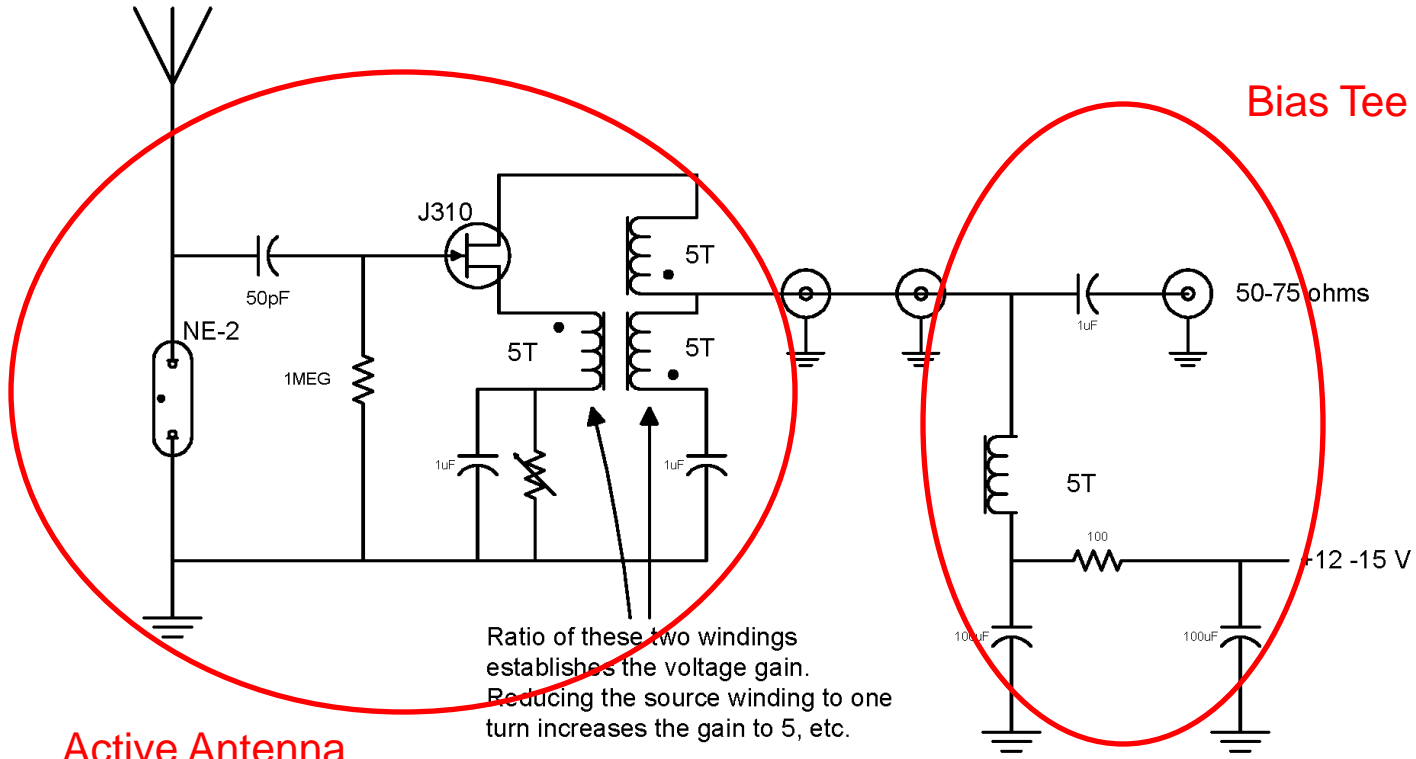 Bias Tee
J310
5T
50pF
50-75 ohms
1uF
NE-2
5T
5T
1MEG
1uF
1uF
5T
100
+12 -15 V
100uF
100uF
Ratio of these two windings
establishes the voltage gain.
Reducing the source winding to one
turn increases the gain to 5, etc.
Active Antenna